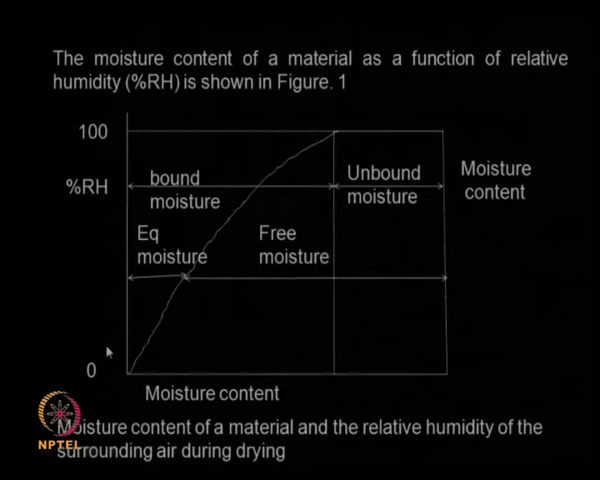 The moisture content of a material as a function of relative
humidity (%RH) is shown in Figure. 1
100
%RH
bound
moisture
Unbound
moisture
Moisture
content
Eq
moisture
Free
moisture
0
Moisture content
Moisture content of a material and the relative humidity of the
surrounding air during drying
NPTEL